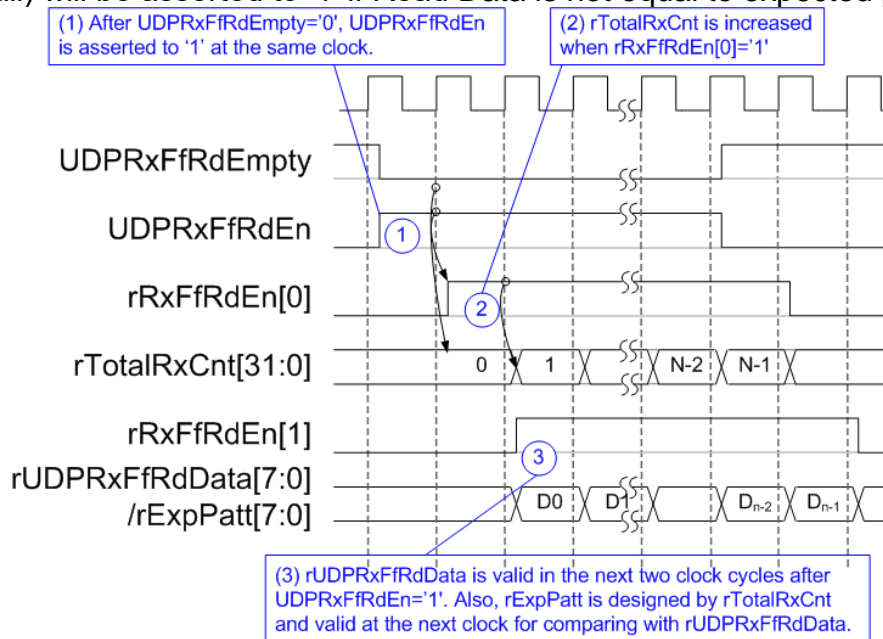 will be asserted to '1' if Read Data is not equal to expected
(1) After UDPRxFfRdEmpty='0', UDPRxFfRdEn
is asserted to '1' at the same clock.
(2) rTotalRxCnt is increased
when rRxFfRdEn[0]='1'
UDPRxFfRdEmpty
UDPRxFfRdEn
1
rRxFfRdEn[0]
2
rTotalRxCnt[31:0]
0 1 N-2 N-1
rRxFfRdEn[1]
3
rUDPRxFfRdData[7:0]
/rExpPatt[7:0]
D0 D1 Dn-2 Dn-1
(3) rUDPRxFfRdData is valid in the next two clock cycles after
UDPRxFfRdEn='1'. Also, rExpPatt is designed by rTotalRxCnt
and valid at the next clock for comparing with rUDPRxFfRdData.